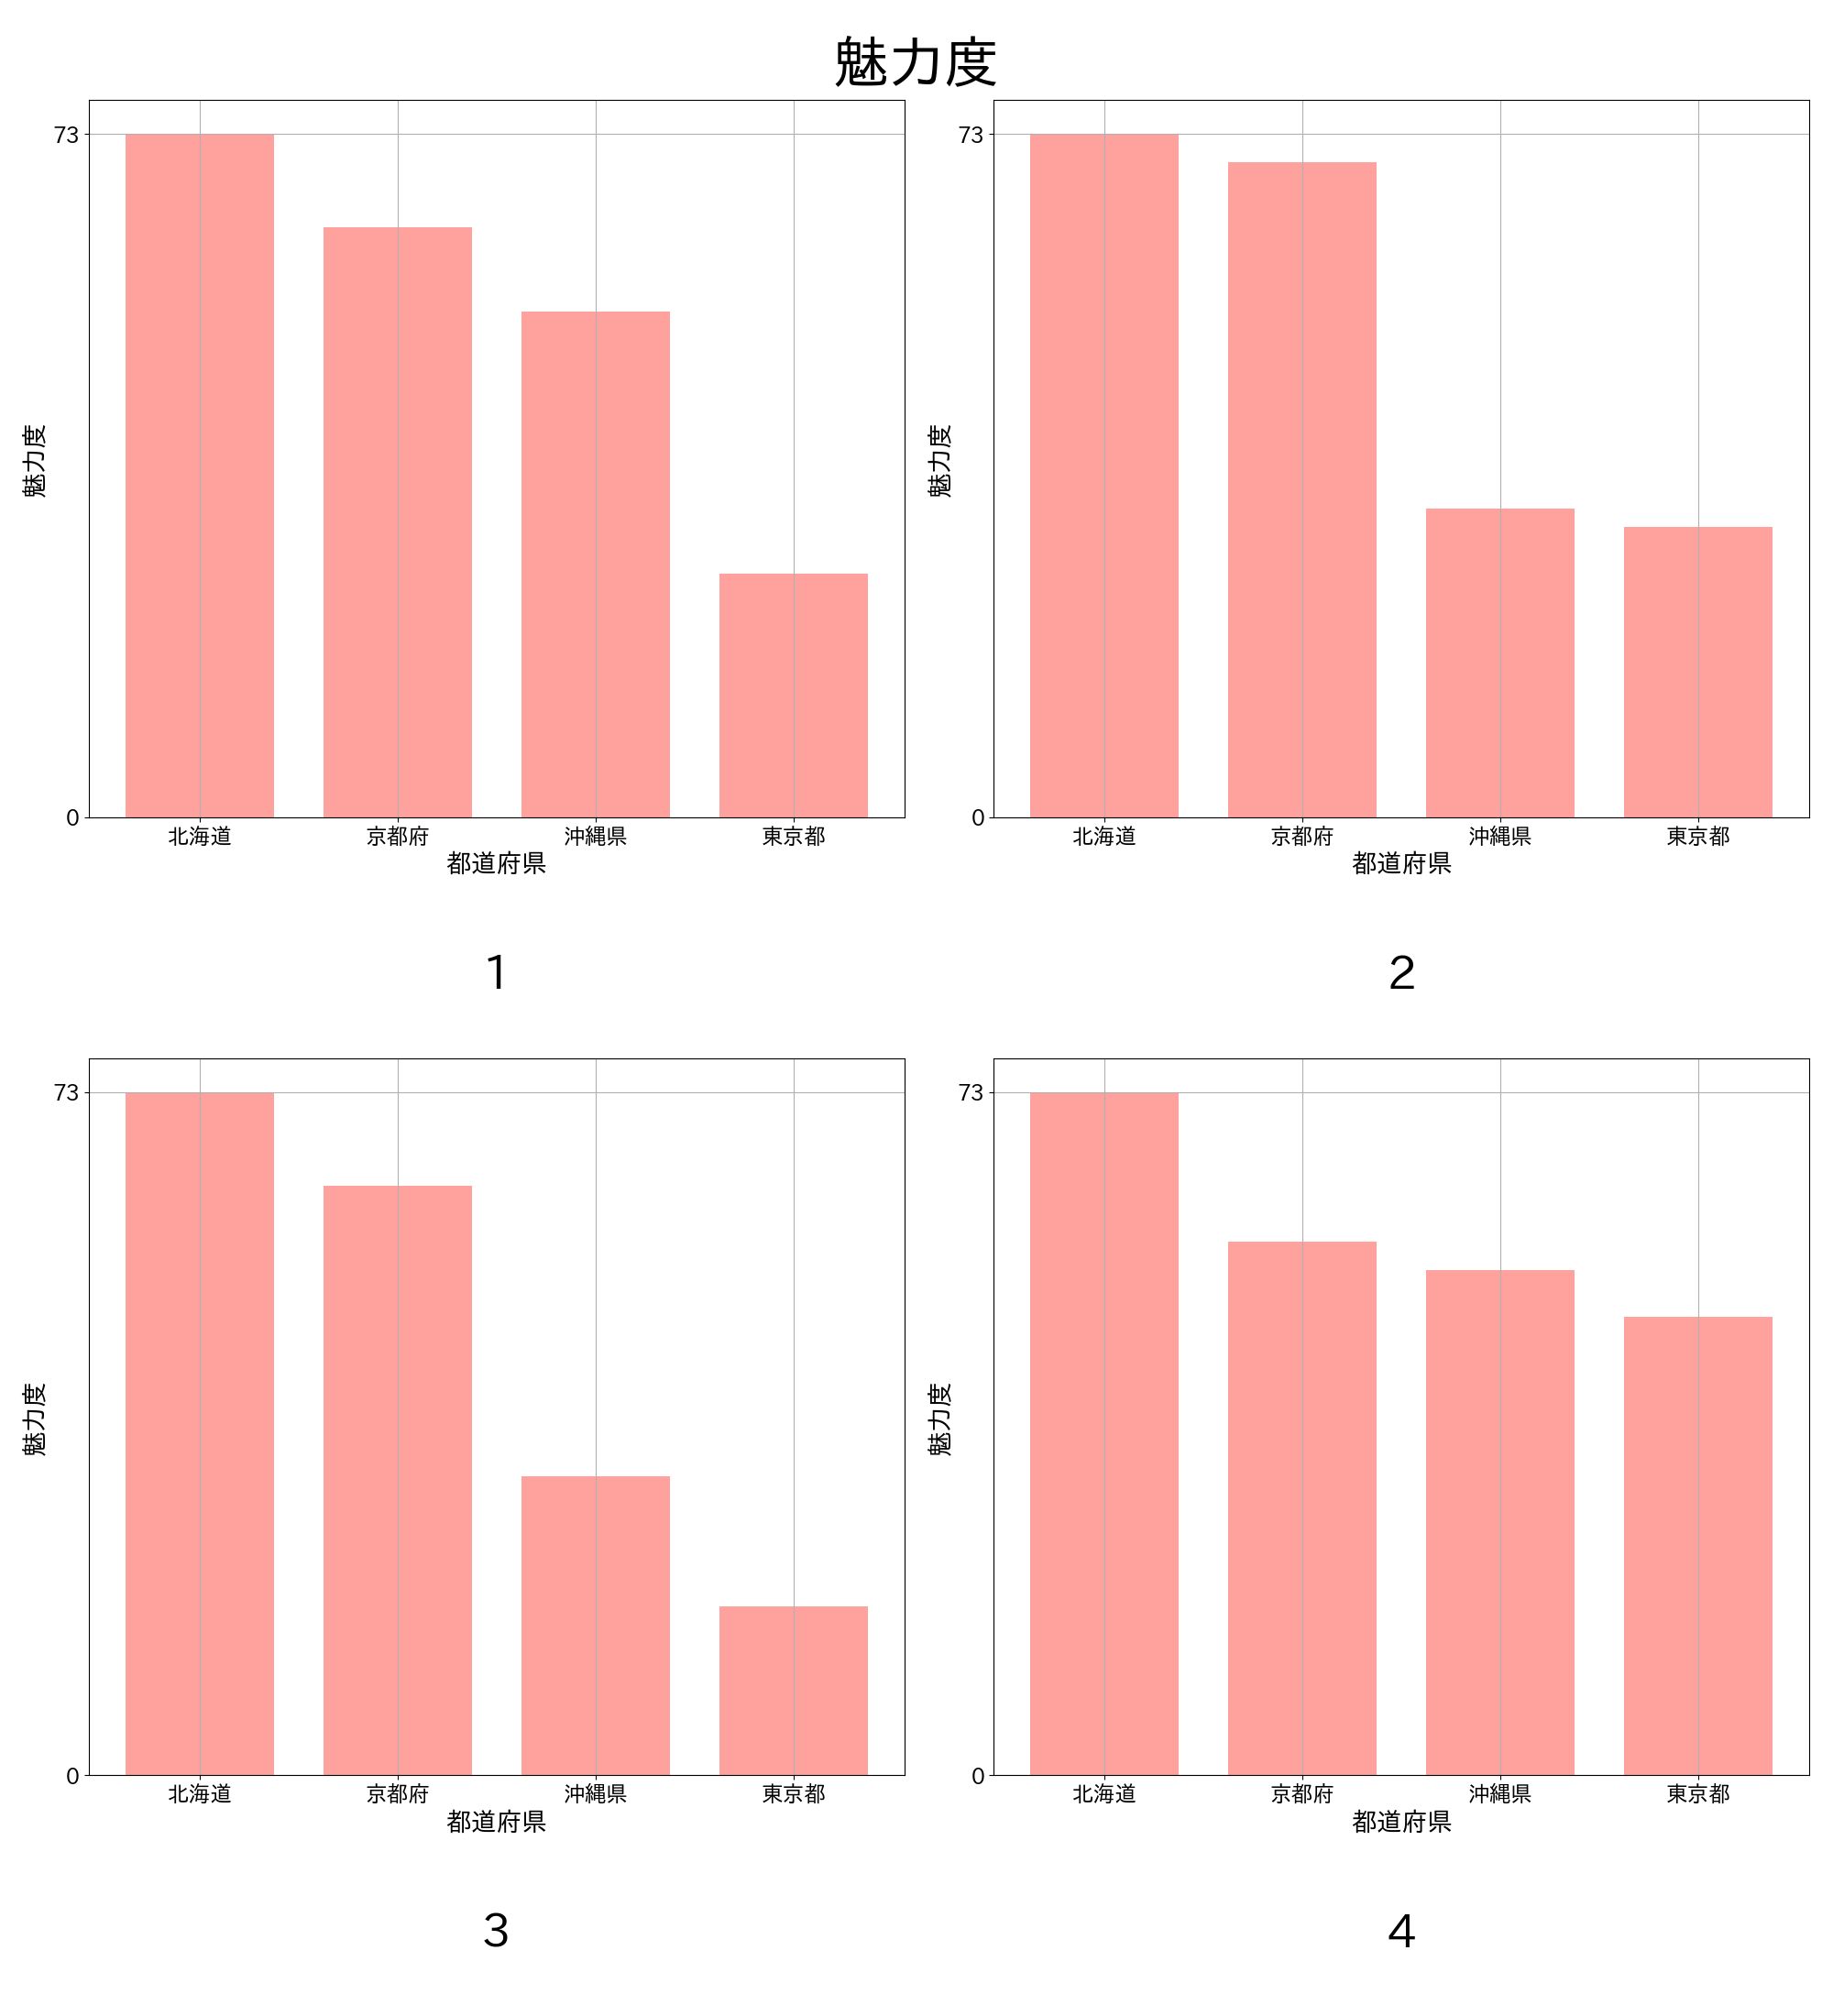 魅力度
73
魅力度
0
北海道 京都府 沖縄県 東京都
都道府県
1
73
魅力度
0
北海道 京都府 沖縄県 東京都
都道府県
2
73
魅力度
0
北海道 京都府 沖縄県 東京都
都道府県
3
73
魅力度
0
北海道 京都府 沖縄県 東京都
都道府県
4